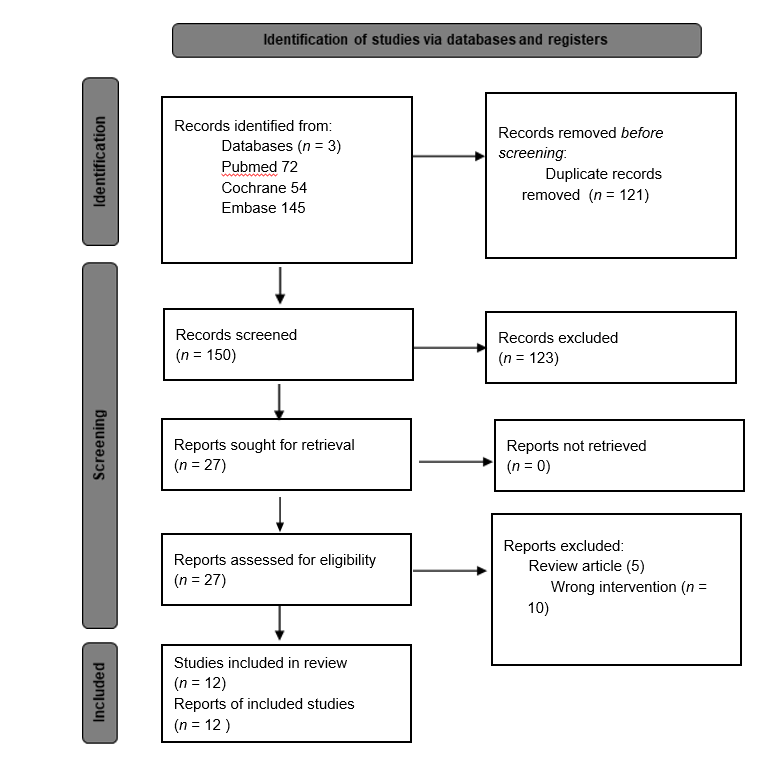 Identification of studies via databases and registers
Identification
Records identified from:
Databases (n = 3)
Pubmed 72
Cochrane 54
Embase 145
Records removed before
screening:
Duplicate records
removed (n = 121)
Screening
Records screened
(n = 150)
Records excluded
(n = 123)
Reports sought for retrieval
(n = 27)
Reports not retrieved
(n = 0)
Reports assessed for eligibility
(n = 27)
Reports excluded:
Review article (5)
Wrong intervention (n =
10)
Included
Studies included in review
(n = 12)
Reports of included studies
(n = 12 )